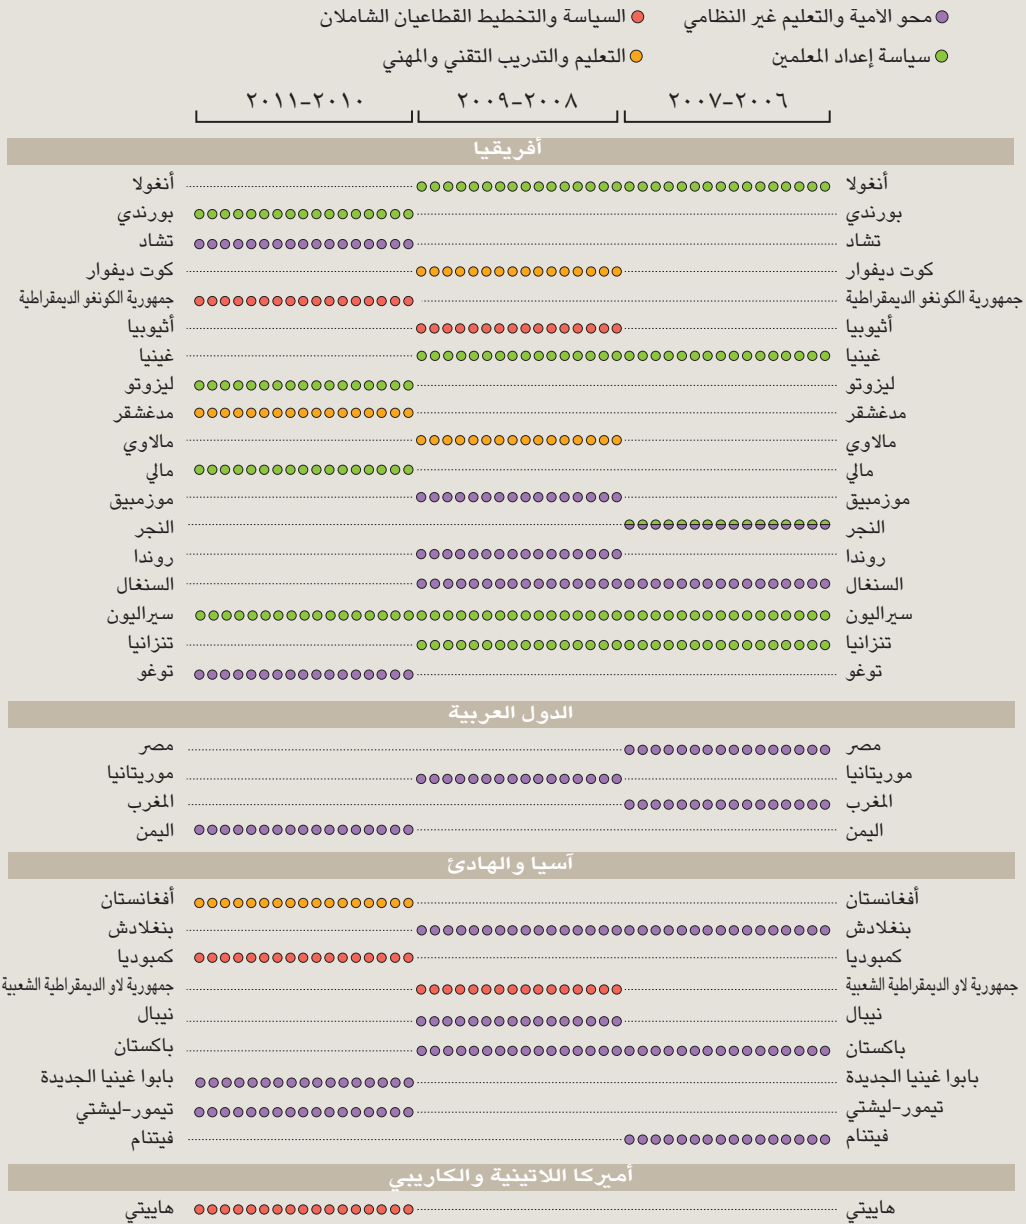 محو الأمية والتعليم غير النظامي السياسة والتخطيط القطاعيان الشاملان
سياسة إعداد المعلمين التعليم والتدريب التقني والمهني
٢٠٠٦-٢٠٠٧ ٢٠٠٨-٢٠٠٩ ٢٠١٠-٢٠١١
أفريقيا
أنغولا أنغولا
بورندي بورندي
تشاد تشاد
كوت ديفوار كوت ديفوار
جمهورية الكونغو الديمقراطية جمهورية الكونغو الديمقراطية
أثيوبيا أثيوبيا
غينيا غينيا
ليزوتو ليزوتو
مدغشقر مدغشقر
مالاوي مالاوي
مالي مالي
موزمبيق موزمبيق
النجر النجر
روندا روندا
السنغال السنغال
سيراليون سيراليون
تنزانيا تنزانيا
توغو توغو
الدول العربية
مصر مصر
موريتانيا موريتانيا
المغرب المغرب
اليمن اليمن
آسيا والهادئ
أفغانستان أفغانستان
بنغلادش بنغلادش
كمبوديا كمبوديا
جمهورية لاو الديمقراطية الشعبية جمهورية لاو الديمقراطية الشعبية
نيبال نيبال
باكستان باكستان
بابوا غينيا الجديدة بابوا غينيا الجديدة
تيمور-ليشتي تيمور-ليشتي
فيتنام فيتنام
أميركا اللاتينية والكاريبي
هاييتي هاييتي